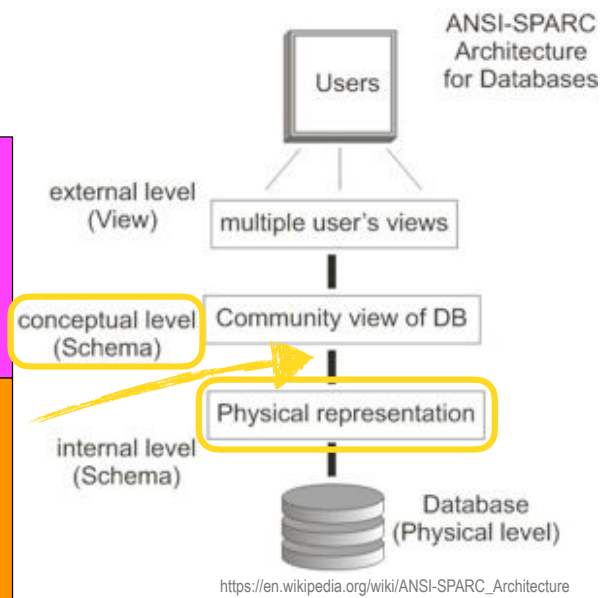 ANSI-SPARC
Architecture
for Databases
Users
external level
(View)
multiple user's views
conceptual level
(Schema)
Community view of DB
Physical representation
internal level
(Schema)
Database
(Physical level)
https://en.wikipedia.org/wiki/ANSI-SPARC_Architecture